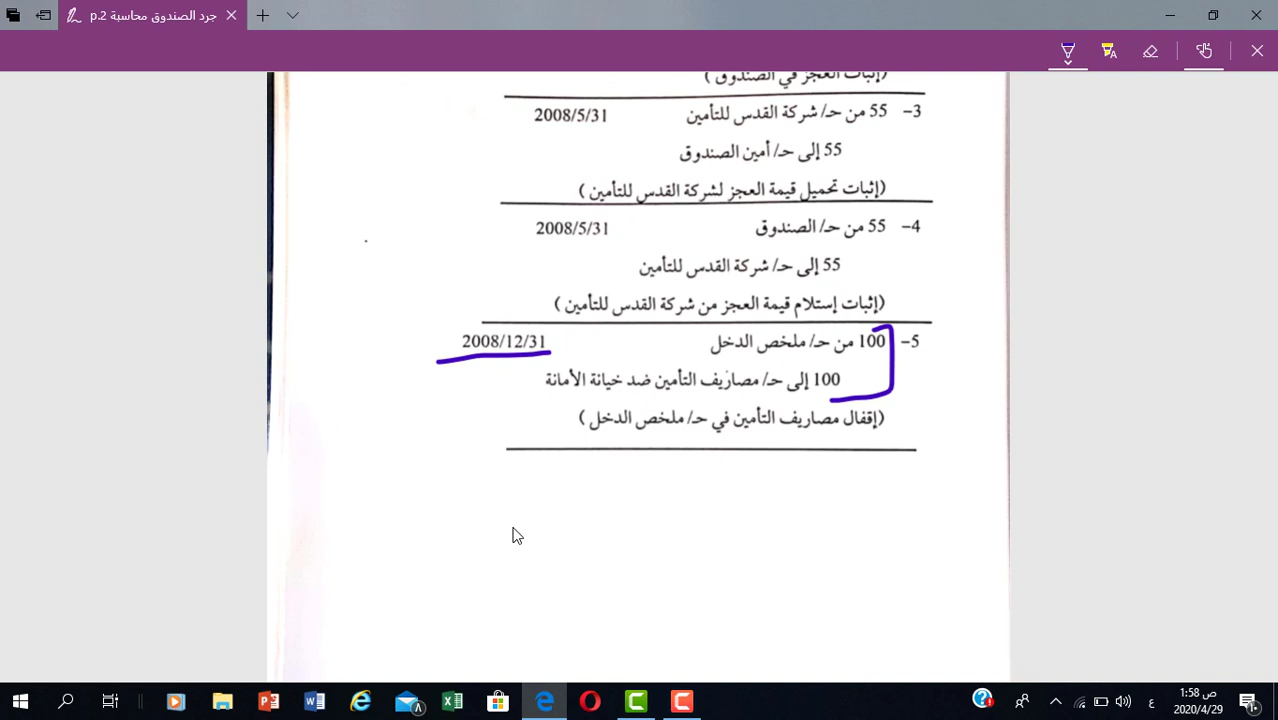 جرد الصندوق محاسبة p.2
(إثبات العجز في الصندوق )
3- 55 من حـ/ شركة القدس للتأمين 2008/5/31
55 إلى حـ/ أمين الصندوق
(إثبات تحميل قيمة العجز لشركة القدس للتأمين )
4- 55 من حـ/ الصندوق 2008/5/31
55 إلى حـ/ شركة القدس للتأمين
(إثبات إستلام قيمة العجز من شركة القدس للتأمين )
5- 100 من حـ/ ملخص الدخل 2008/12/31
100 إلى حـ/ مصاريف التأمين ضد خيانة الأمانة
(إقفال مصاريف التأمين في حـ/ ملخص الدخل )
ع
1:58 ص
2020/4/29